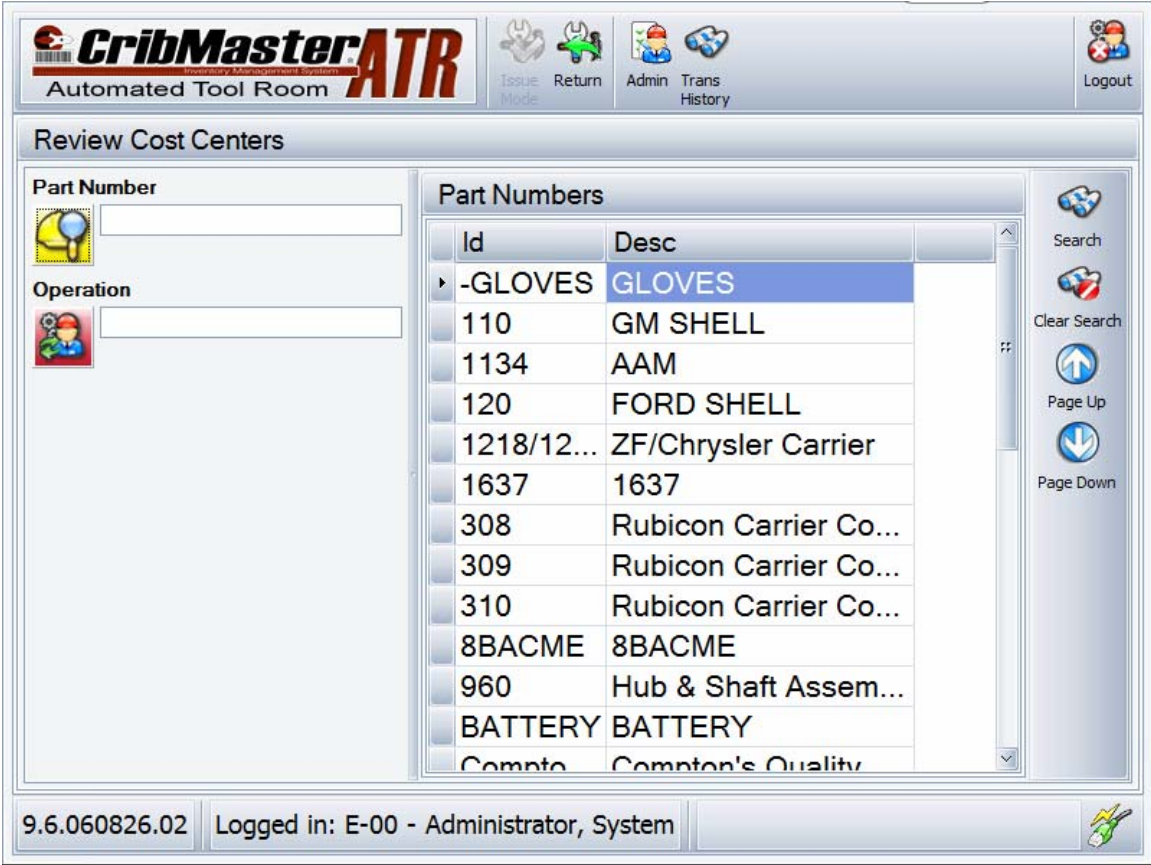 CribMaster ATR
Inventory Management System
Automated Tool Room
Issue Mode
Return
Admin
Trans History
Logout
Review Cost Centers
Part Number
Operation
Part Numbers
Id Desc
-GLOVES GLOVES
110 GM SHELL
1134 AAM
120 FORD SHELL
1218/12... ZF/Chrysler Carrier
1637 1637
308 Rubicon Carrier Co...
309 Rubicon Carrier Co...
310 Rubicon Carrier Co...
8BACME 8BACME
960 Hub & Shaft Assem...
BATTERY BATTERY
Compto Compton's Quality
Search
Clear Search
Page Up
Page Down
9.6.060826.02 Logged in: E-00 - Administrator, System